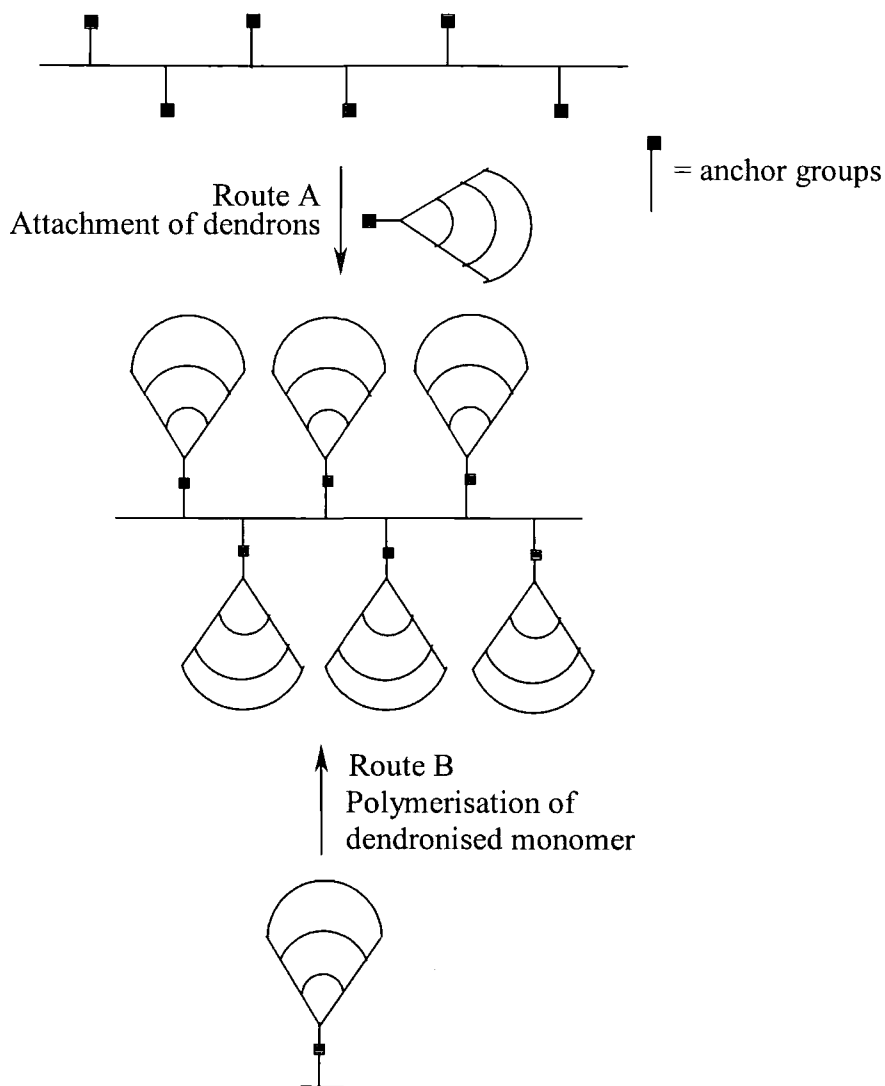 = anchor groups
Route A
Attachment of dendrons
Route B
Polymerisation of
dendronised monomer